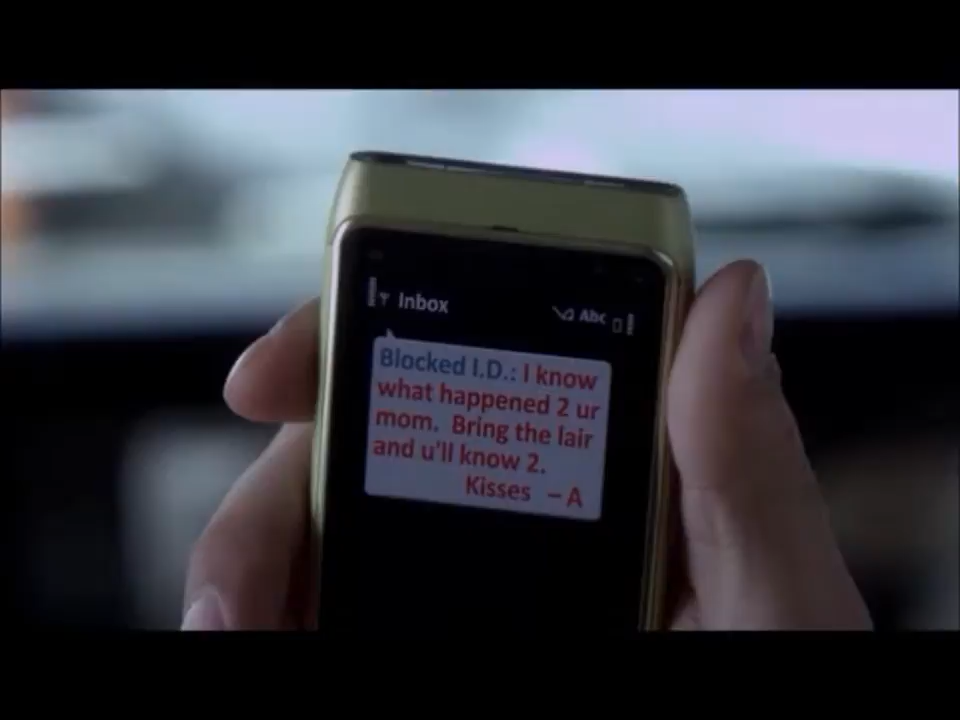 Inbox
Abc
Blocked I.D.: I know
what happened 2 ur
mom. Bring the lair
and u'll know 2.
Kisses – A